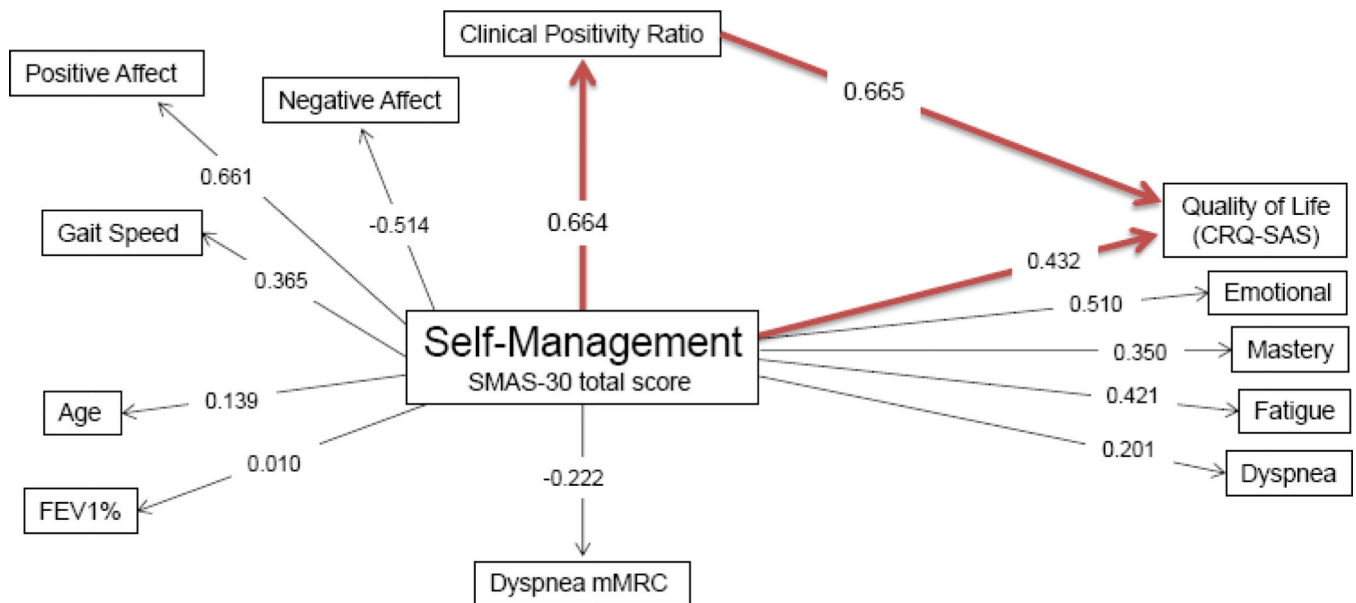 Clinical Positivity Ratio
Positive Affect
Negative Affect
0.665
0.661
Quality of Life
(CRQ-SAS)
-0.514
0.664
Gait Speed
0.432
0.365
Emotional
0.510
Self-Management
SMAS-30 total score
0.350
Mastery
0.139
Age
0.421
Fatigue
0.201
Dyspnea
0.010
-0.222
FEV1%
Dyspnea mMRC